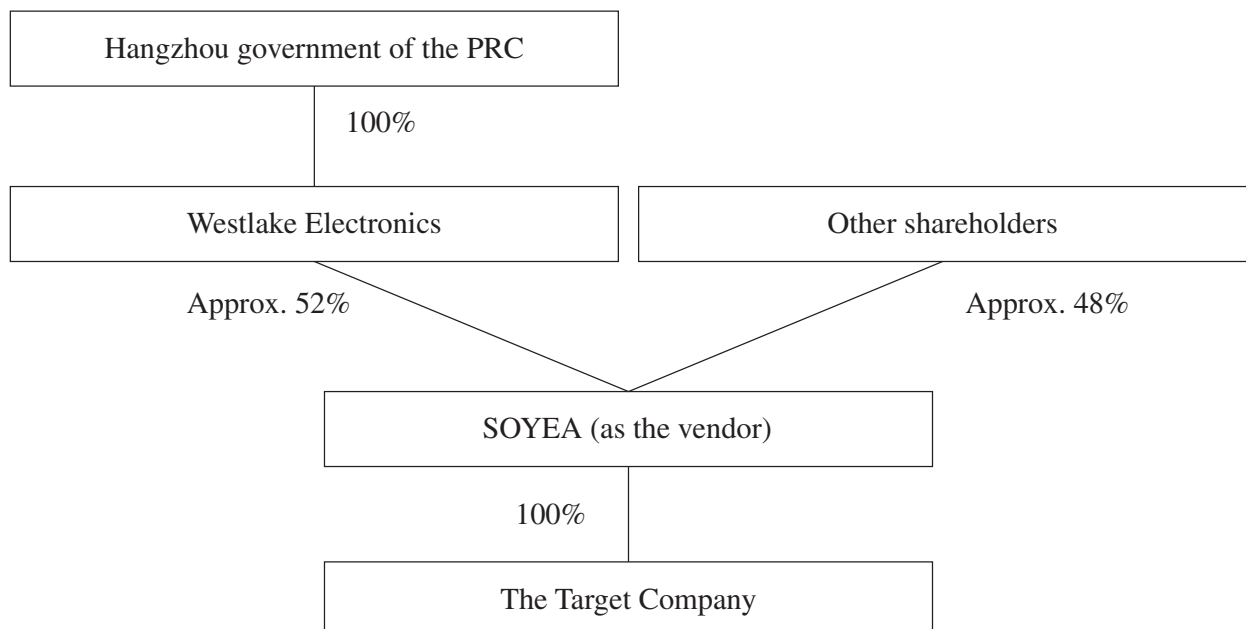 Hangzhou government of the PRC
100%
Westlake Electronics
Other shareholders
Approx. 52%
Approx. 48%
SOYEA (as the vendor)
100%
The Target Company